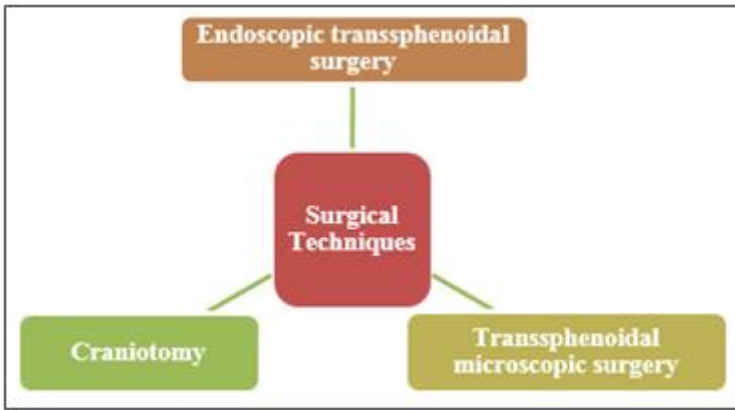 Endoscopic transsphenoidal
surgery
Surgical
Techniques
Craniotomy
Transsphenoidal
microscopic surgery